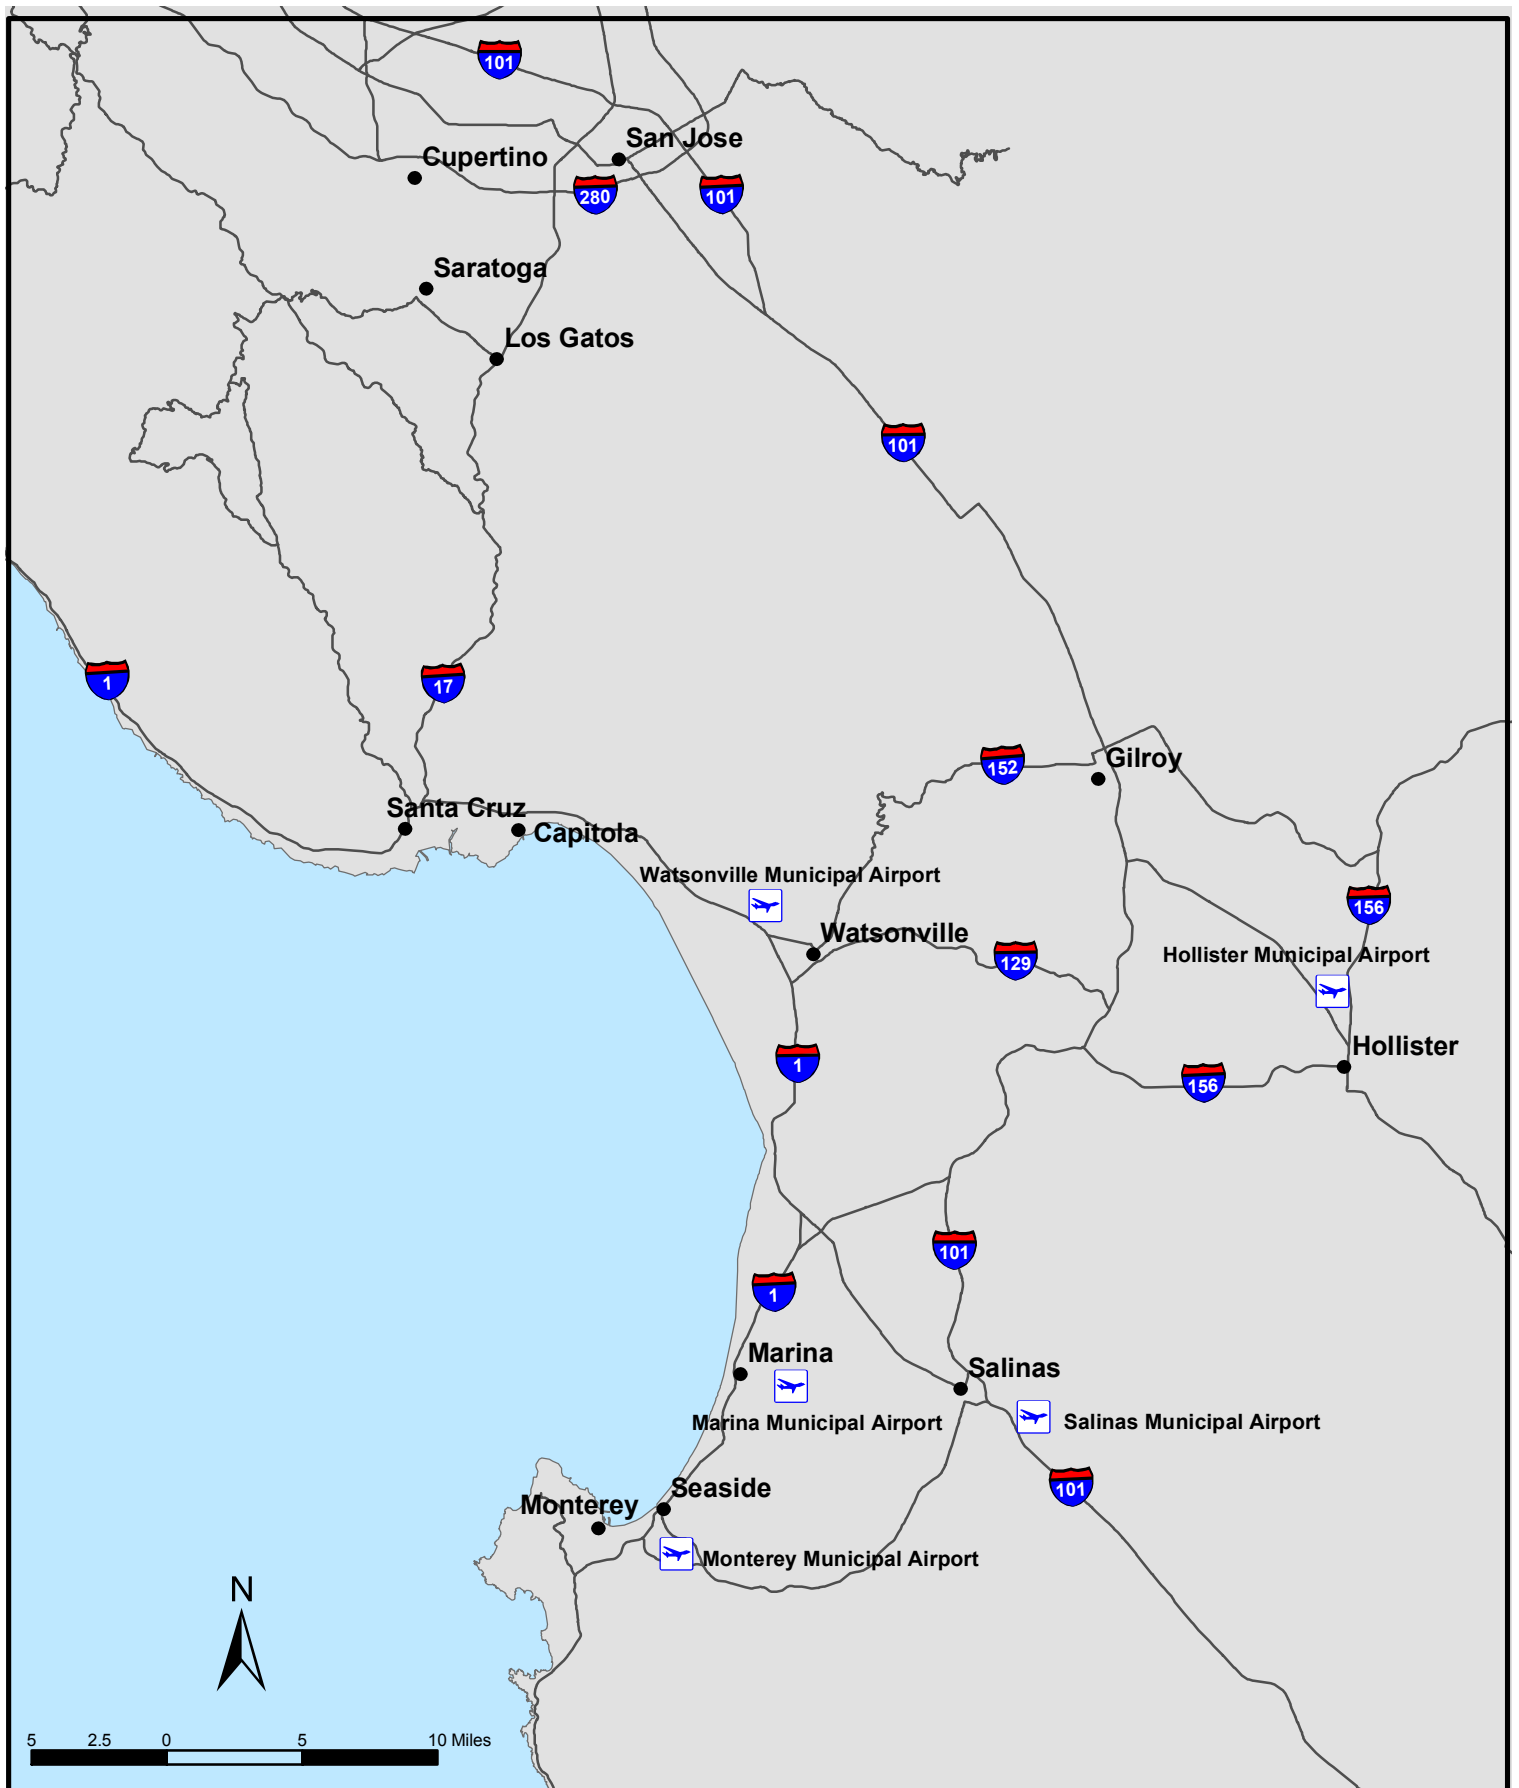 101
San Jose
Cupertino
280
101
Saratoga
Los Gatos
101
1
17
152
Gilroy
Santa Cruz
Capitola
Watsonville Municipal Airport
156
Watsonville
129
Hollister Municipal Airport
Hollister
1
156
101
1
Marina
Salinas
Marina Municipal Airport
Salinas Municipal Airport
101
Seaside
Monterey
Monterey Municipal Airport
N
5 2.5 0 5 10 Miles